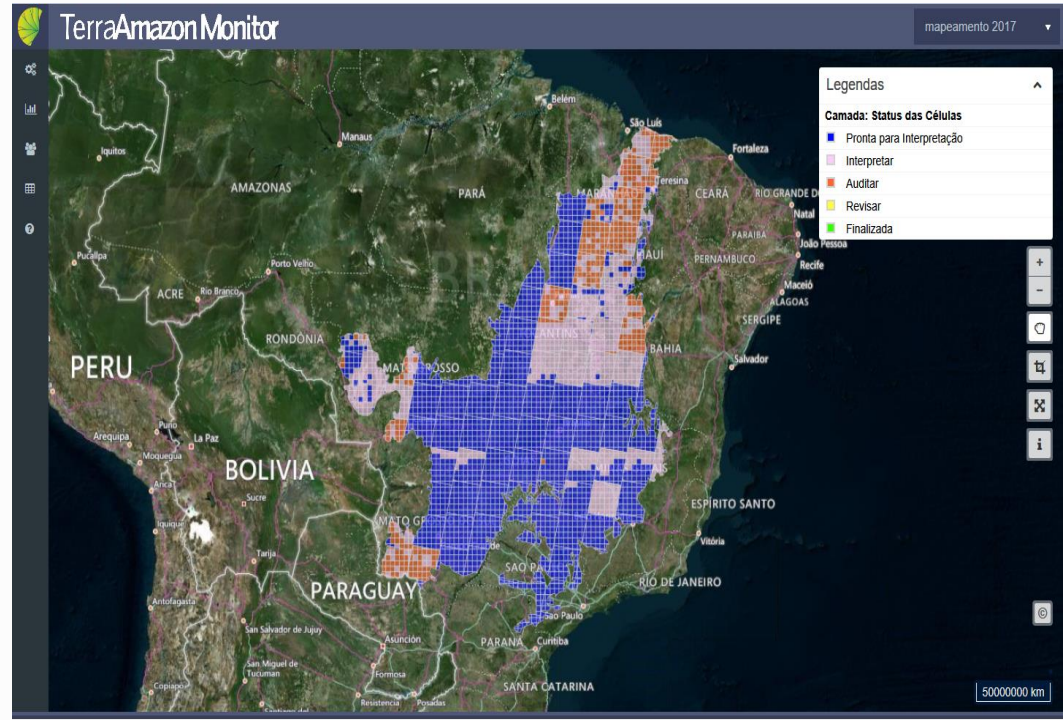 TerraAmazon Monitor
mapeamento 2017
Legendas
Camada: Status das Células
Pronta para Interpretação
Interpretar
Auditar
Revisar
Finalizada
Belém
São Luís
Manaus
Fortaleza
Iquitos
Teresina
AMAZONAS
PARÁ
CEARÁ
RIO GRANDE D
Natal
PARAIBA
João Pessoa
PIAUÍ
PERNAMBUCO
Recife
Pucallpa
Porto Velho
Maceió
ACRE
Rio Branco
ALAGOAS
SERGIPE
RONDÔNIA
BAHIA
Salvador
PERU
Puno
Arequipa
La Paz
Moquegua
BOLIVIA
Arica
Sucre
ESPÍRITO SANTO
Iquique
MATO G
Vitória
de
Tarija
SAO PA
PARAGUAY
RIO DE JANEIRO
Antofagasta
Sao Paulo
San Salvador de Jujuy
Asunción
PARANÁ
Curitiba
San Miguel de
Tucuman
Formosa
Copiapó
SANTA CATARINA
Resistencia
Posadas
©
50000000 km